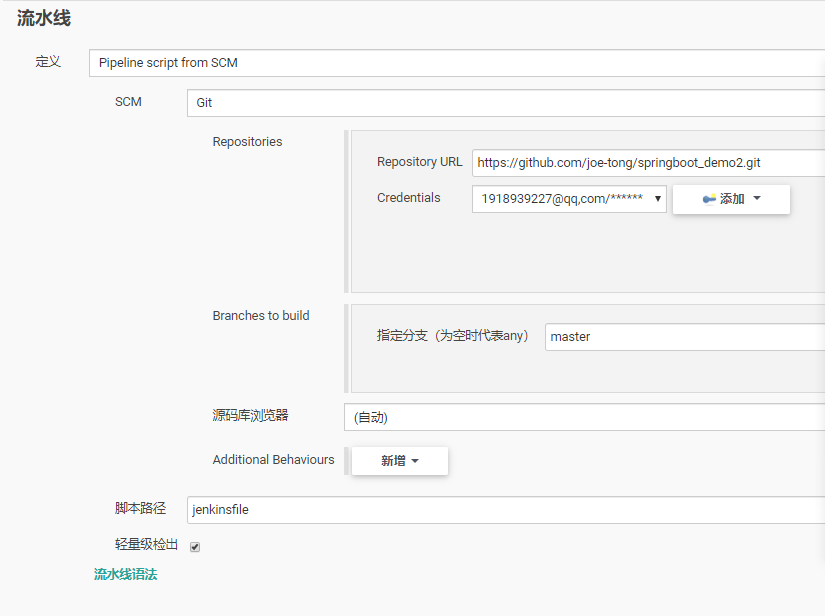 流水线
定义 Pipeline script from SCM
SCM Git
Repositories
Repository URL https://github.com/joe-tong/springboot_demo2.git
Credentials 1918939227@qq,com/****** 添加
Branches to build
指定分支（为空时代表any） master
源码库浏览器 (自动)
Additional Behaviours 新增
脚本路径 jenkinsfile
轻量级检出
流水线语法